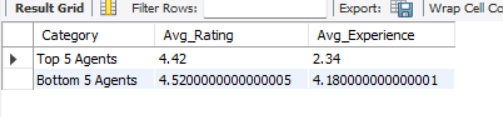 Result Grid Filter Rows: Export: Wrap Cell Co
Category Avg_Rating Avg_Experience
Top 5 Agents 4.42 2.34
Bottom 5 Agents 4.5200000000000005 4.180000000000001